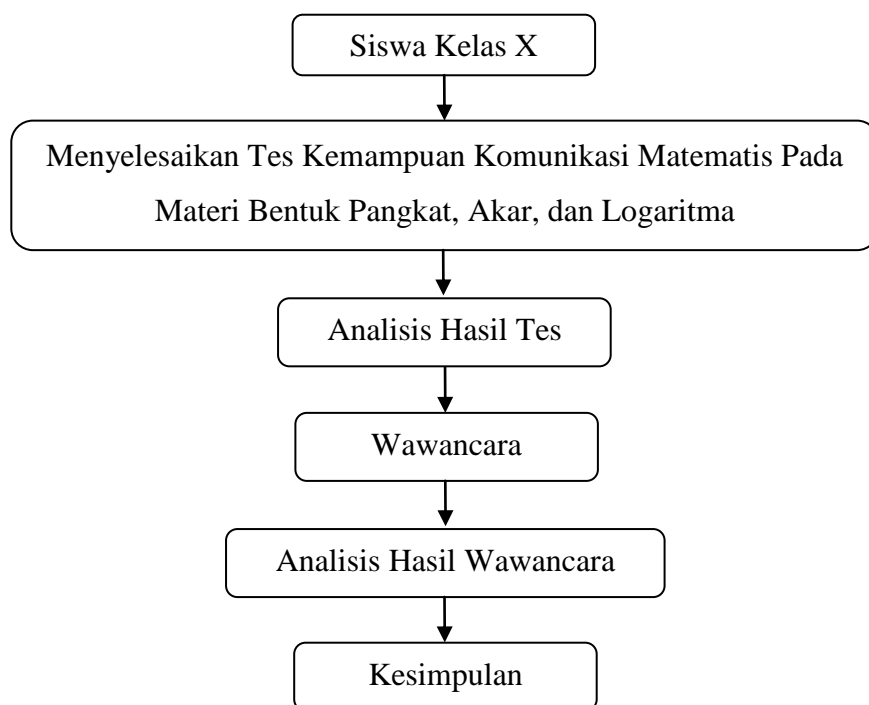 Siswa Kelas X
Menyelesaikan Tes Kemampuan Komunikasi Matematis Pada
Materi Bentuk Pangkat, Akar, dan Logaritma
Analisis Hasil Tes
Wawancara
Analisis Hasil Wawancara
Kesimpulan